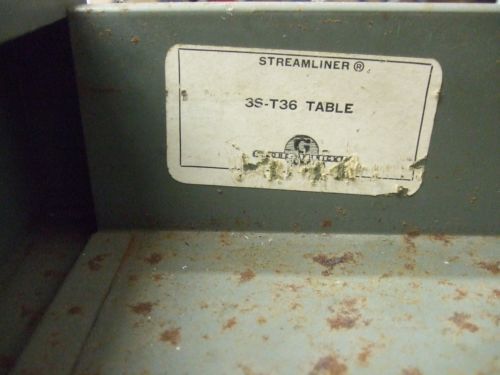 STREAMLINER ®
3S-T36 TABLE
G